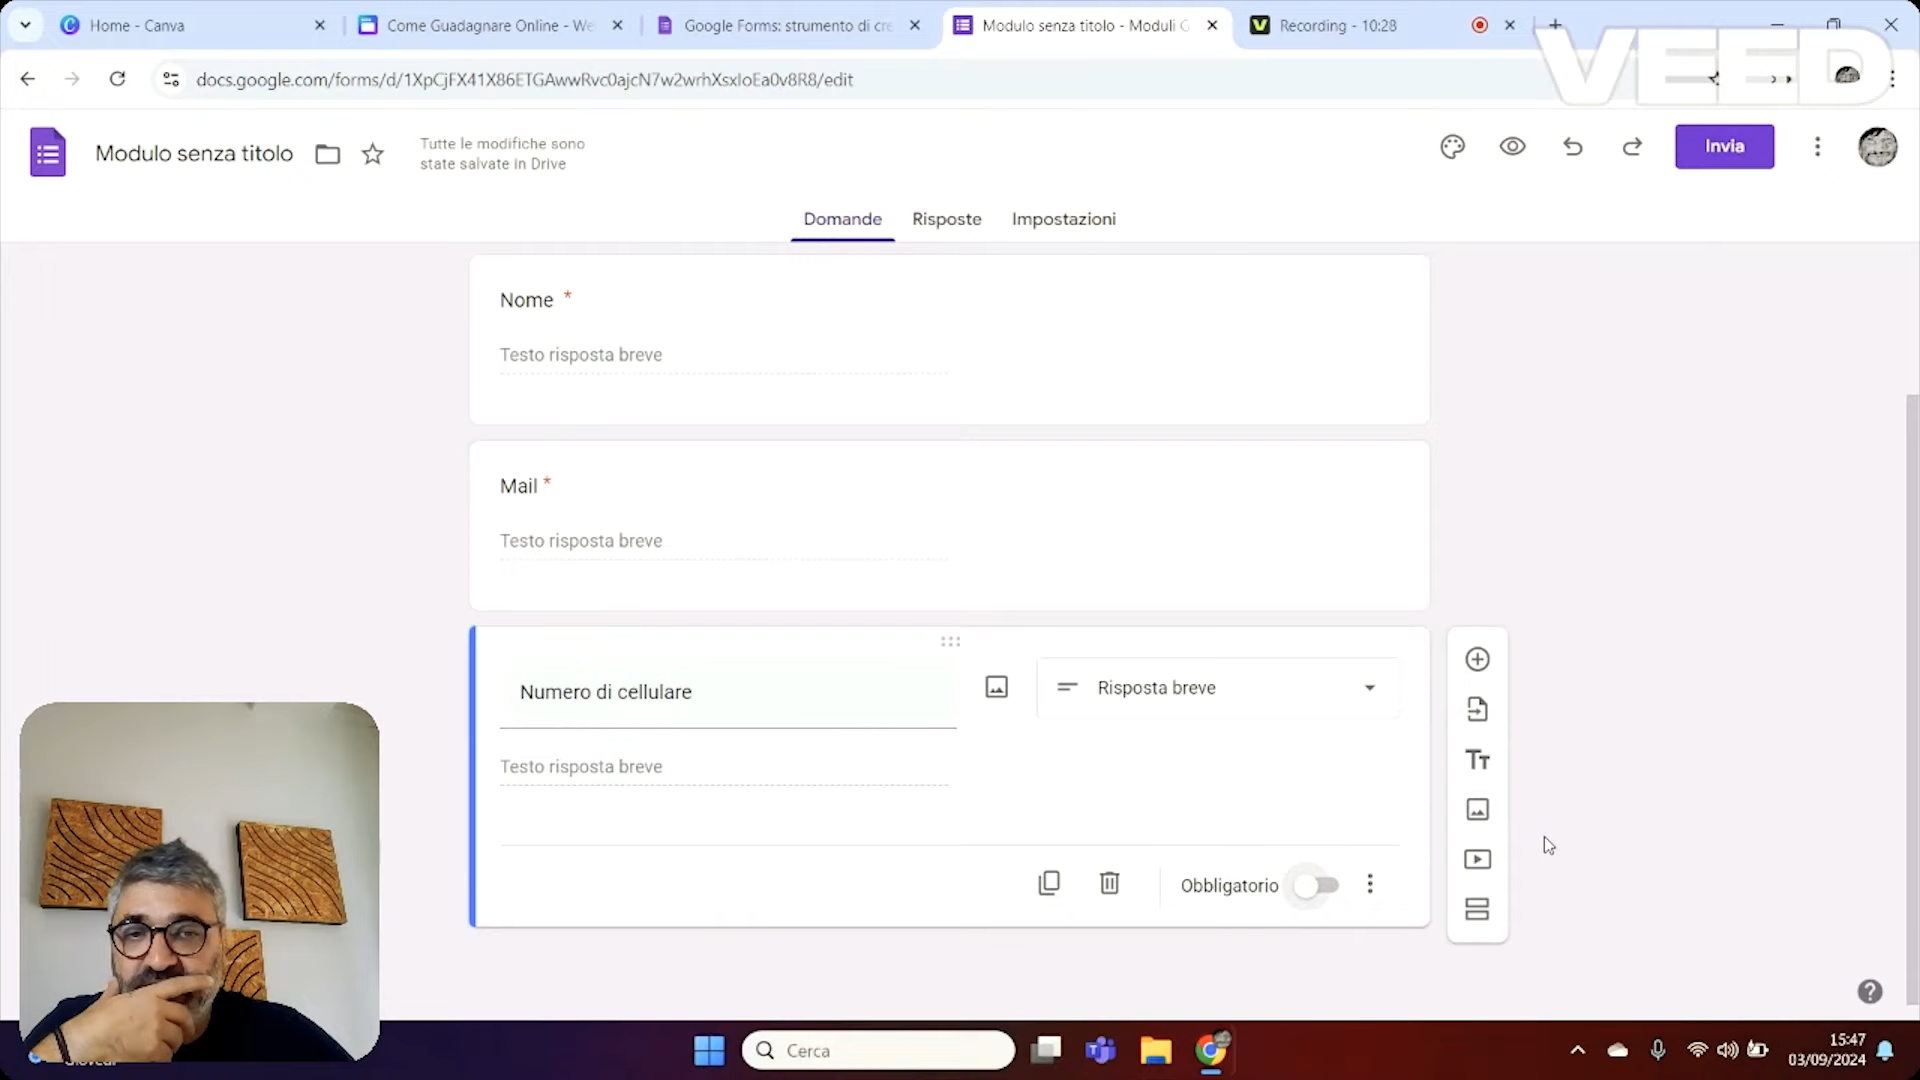 Home - Canva
Come Guadagnare Online - We
Google Forms: strumento di cre
Modulo senza titolo - Moduli G
Recording - 10:28
VEED
docs.google.com/forms/d/1XpCjFX41X86ETGAwwRvc0ajcN7w2wrhXsxIoEa0v8R8/edit
Modulo senza titolo
Tutte le modifiche sono
state salvate in Drive
Invia
Domande
Risposte
Impostazioni
Nome *
Testo risposta breve
Mail *
Testo risposta breve
Numero di cellulare
Risposta breve
Testo risposta breve
Obbligatorio
Cerca
15:47
03/09/2024